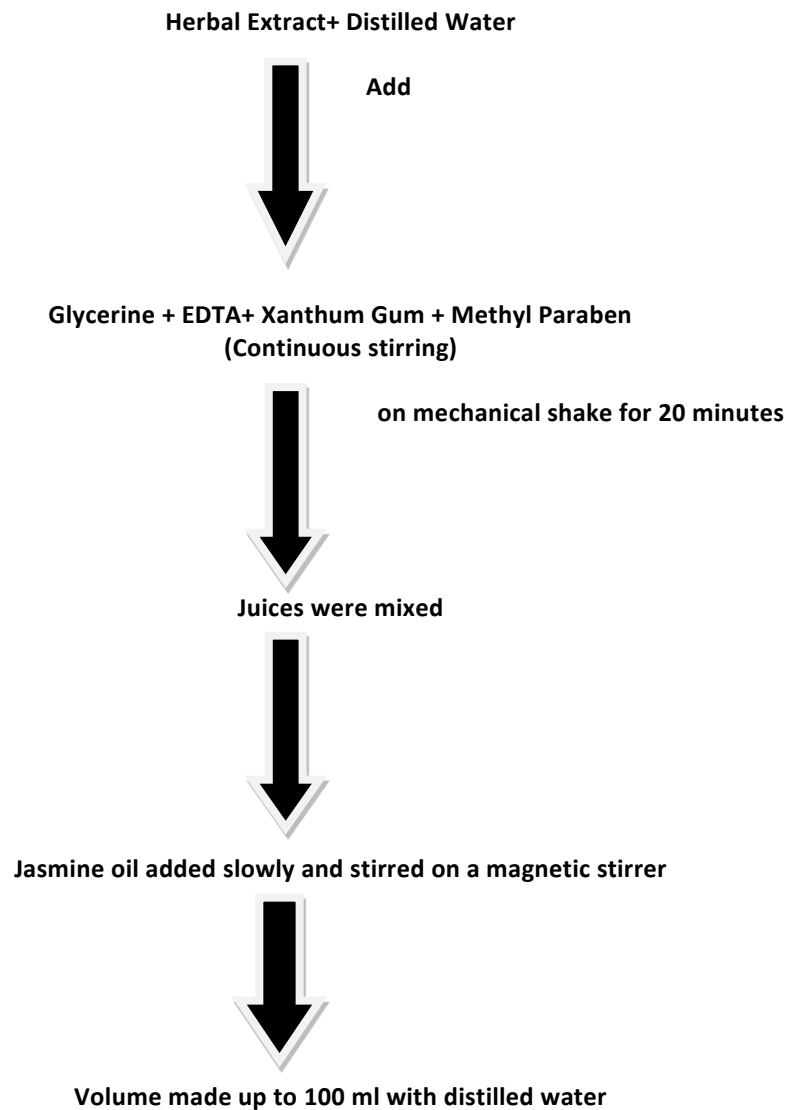 Herbal Extract+ Distilled Water
Add
Glycerine + EDTA+ Xanthum Gum + Methyl Paraben
(Continuous stirring)
on mechanical shake for 20 minutes
Juices were mixed
Jasmine oil added slowly and stirred on a magnetic stirrer
Volume made up to 100 ml with distilled water